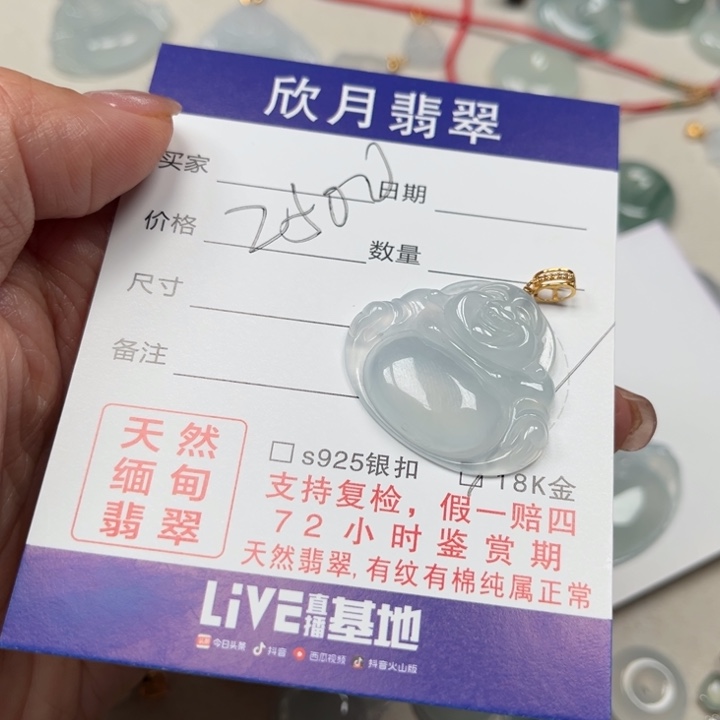 欣月翡翠
买家 日期
价格 数量
尺寸
备注
天然
缅甸
翡翠
s925银扣 18K金
支持复检，假一赔四
72小时鉴赏期
天然翡翠,有纹有棉纯属正常
LiVE直播基地
今日头条 抖音 西瓜视频 抖音火山版